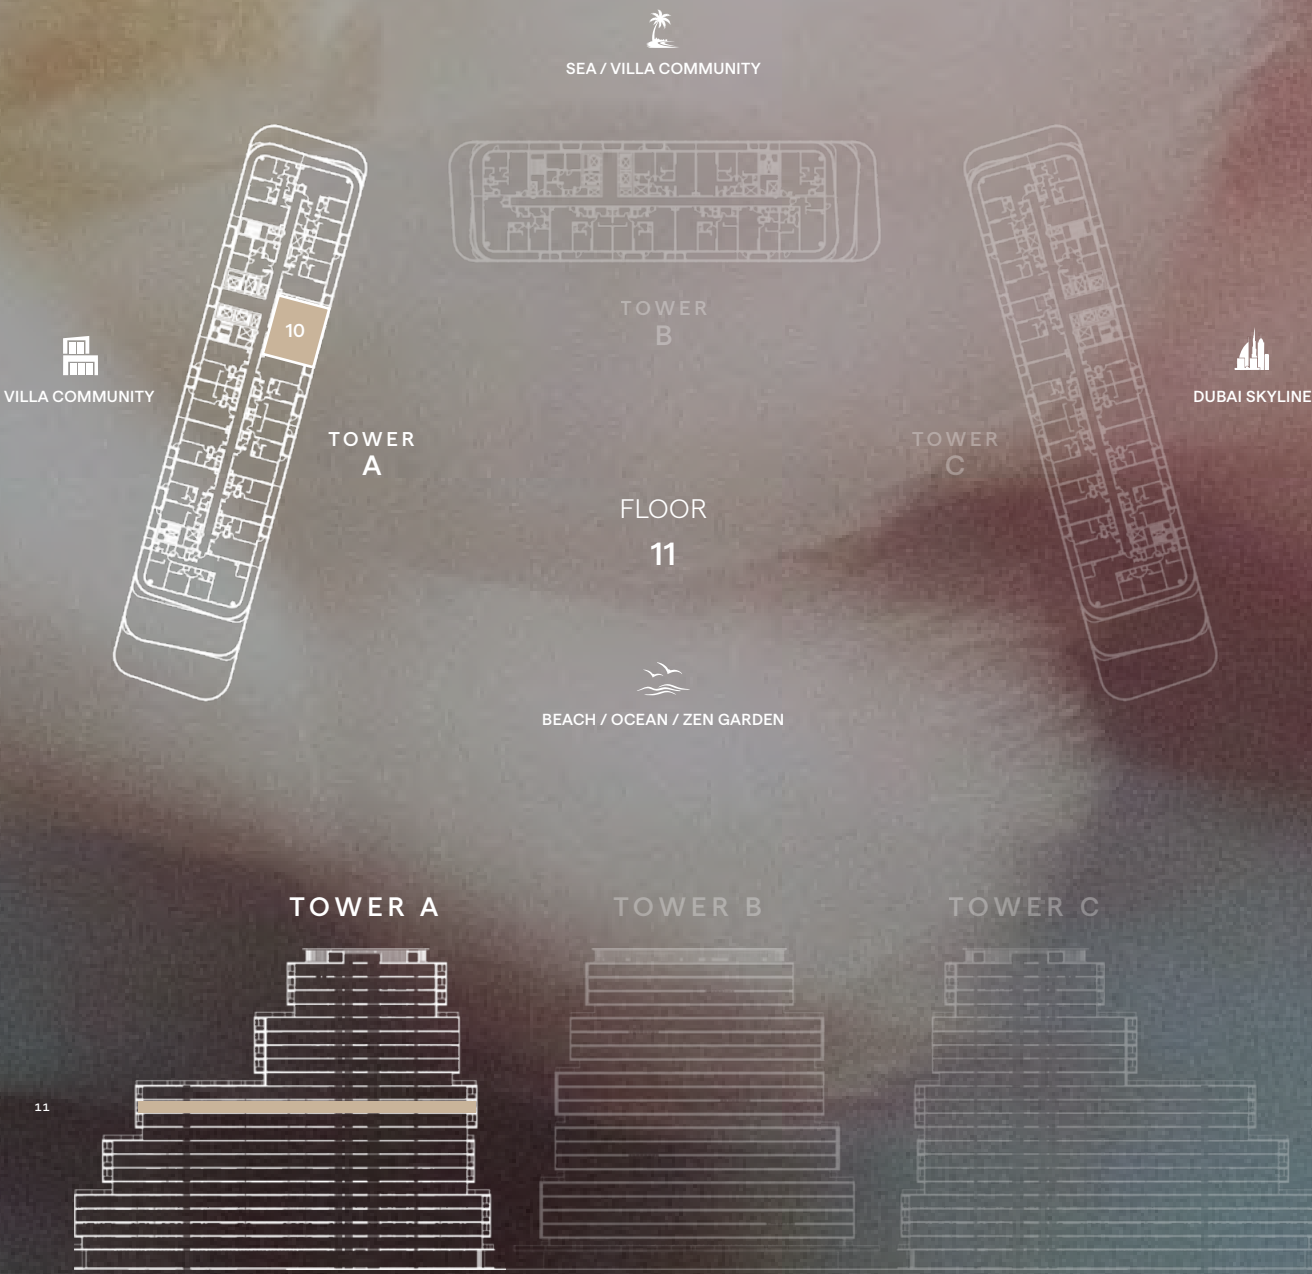 SEA / VILLA COMMUNITY
10
TOWER
B
VILLA COMMUNITY
DUBAI SKYLINE
TOWER
A
TOWER
C
FLOOR
11
BEACH / OCEAN / ZEN GARDEN
TOWER A
TOWER B
TOWER C
11